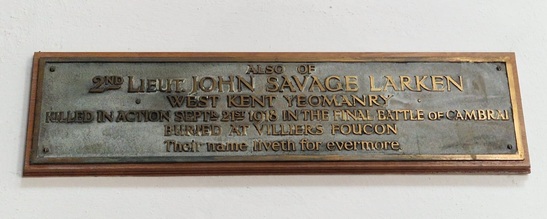 ALSO OF
2ND LIEUT. JOHN SAVAGE LARKEN
WEST KENT YEOMANRY
KILLED IN ACTION SEPT. 21ST 1918 IN THE FINAL BATTLE OF CAMBRAI
BURIED AT VILLIERS FOUCON
Their name liveth for evermore